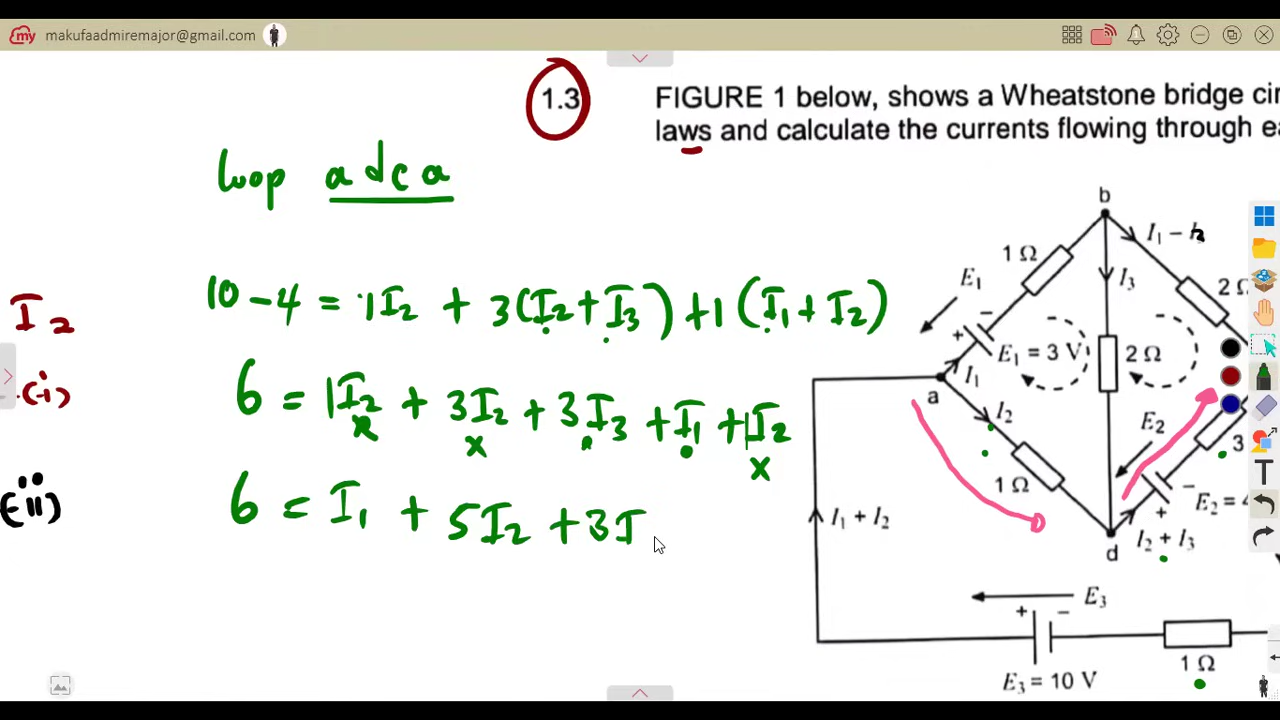 my makufaadmiremajor@gmail.com
1.3 FIGURE 1 below, shows a Wheatstone bridge cir
laws and calculate the currents flowing through ea
loop adca
10 - 4 = 1I2 + 3(I2 + I3) + 1(I1 + I2)
I2
6 = 1I2 + 3I2 + 3I3 + I1 + 1I2
x x x
(i)
6 = I1 + 5I2 + 3I
(ii)
b
I1 – I3
1 Ω
E1
I3
2 Ω
+ –
E1 = 3 V
2 Ω
I1
a
I2
E2
3
1 Ω
–
+
E2 = 4
I1 + I2
d
I2 + I3
E3
+ –
1 Ω
E3 = 10 V
T